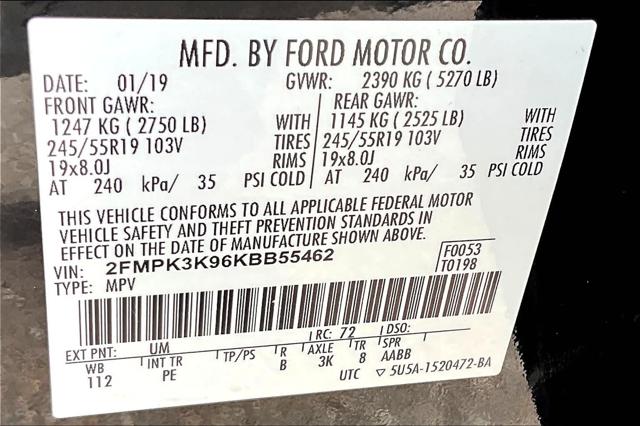 MFD. BY FORD MOTOR CO.
DATE: 01/19 GVWR: 2390 KG ( 5270 LB)
FRONT GAWR: REAR GAWR:
1247 KG ( 2750 LB) WITH 1145 KG ( 2525 LB) WITH
245/55R19 103V TIRES 245/55R19 103V TIRES
19x8.0J RIMS 19x8.0J RIMS
AT 240 kPa/ 35 PSI COLD AT 240 kPa/ 35 PSI COLD
THIS VEHICLE CONFORMS TO ALL APPLICABLE FEDERAL MOTOR
VEHICLE SAFETY AND THEFT PREVENTION STANDARDS IN
EFFECT ON THE DATE OF MANUFACTURE SHOWN ABOVE.
VIN: 2FMPK3K96KBB55462 F0053
TYPE: MPV T0198
EXT PNT: UM RC: 72 DSO:
WB INT TR TP/PS R AXLE TR SPR
112 PE B 3K 8 AABB
UTC ▽ 5U5A-1520472-BA